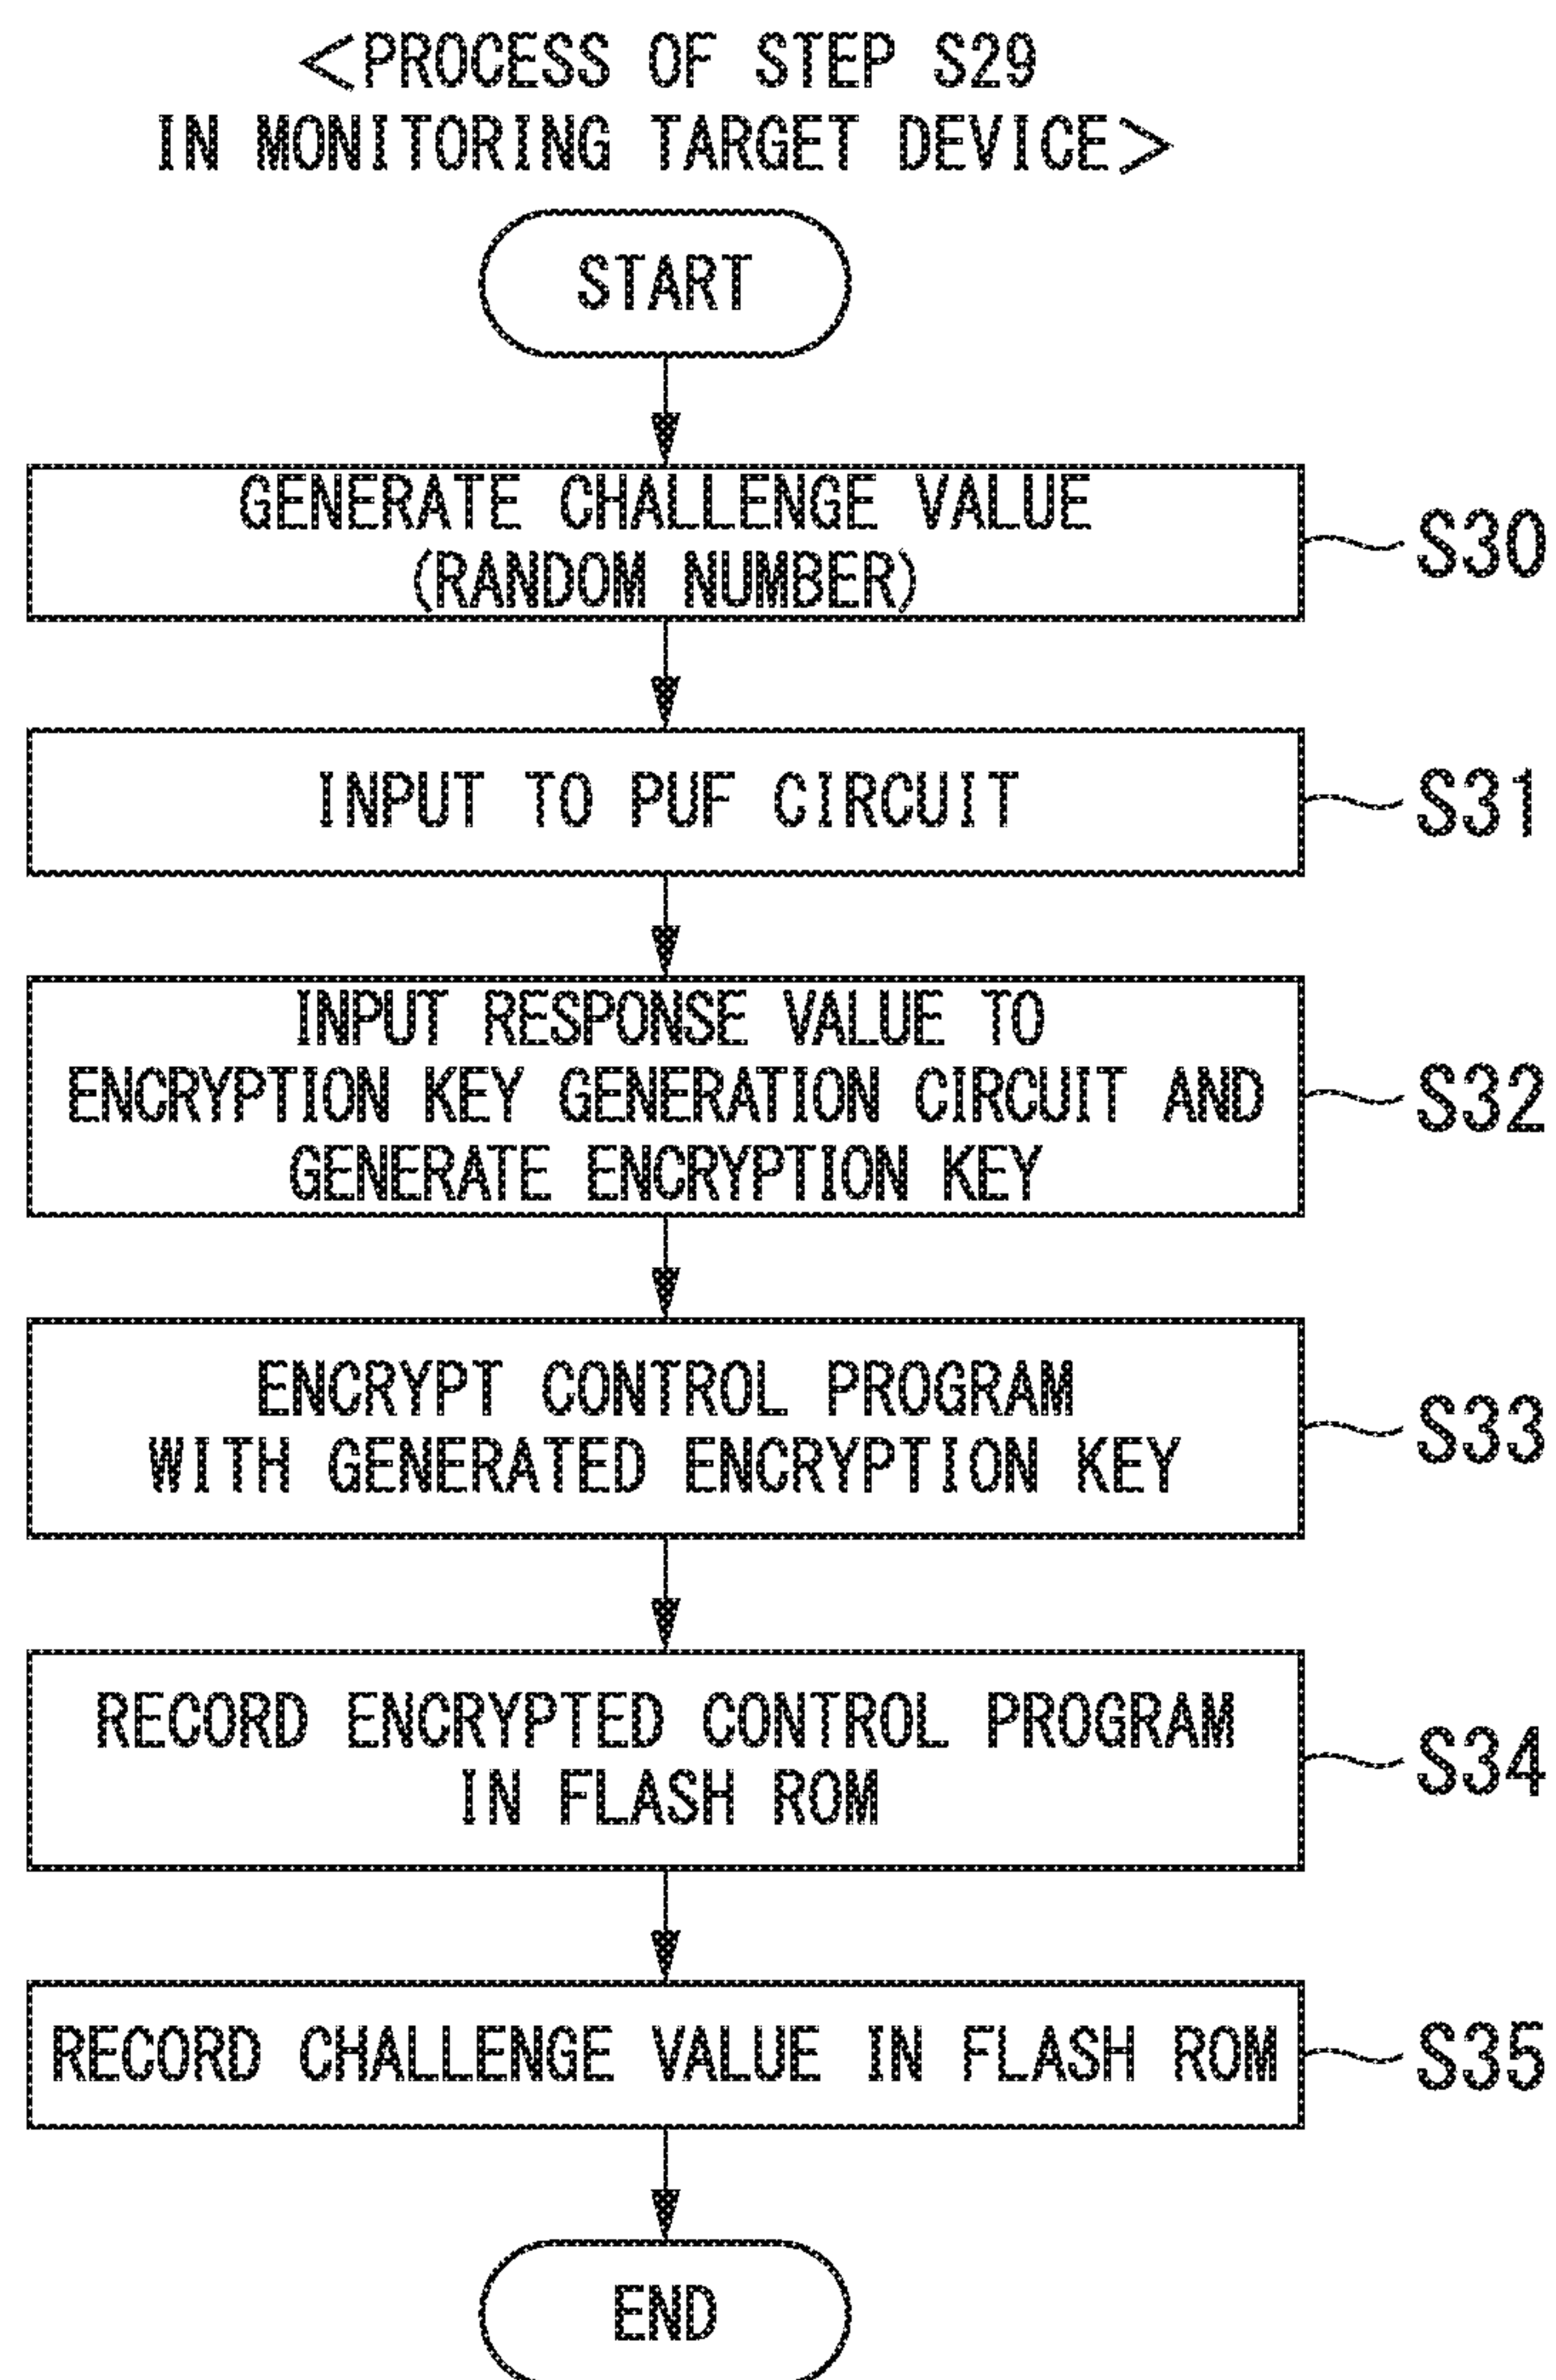 <PROCESS OF STEP S29
IN MONITORING TARGET DEVICE>
START
GENERATE CHALLENGE VALUE
(RANDOM NUMBER)
S30
INPUT TO PUF CIRCUIT
S31
INPUT RESPONSE VALUE TO
ENCRYPTION KEY GENERATION CIRCUIT AND
GENERATE ENCRYPTION KEY
S32
ENCRYPT CONTROL PROGRAM
WITH GENERATED ENCRYPTION KEY
S33
RECORD ENCRYPTED CONTROL PROGRAM
IN FLASH ROM
S34
RECORD CHALLENGE VALUE IN FLASH ROM
S35
END